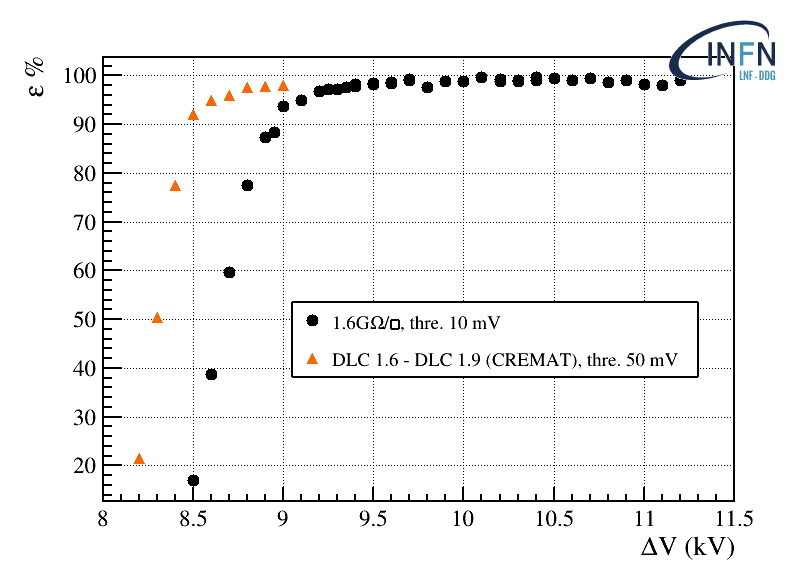 INFN
LNF - DDG
ε %
100
90
80
70
60
50
40
30
20
1.6GΩ/□, thre. 10 mV
DLC 1.6 - DLC 1.9 (CREMAT), thre. 50 mV
8 8.5 9 9.5 10 10.5 11 11.5
ΔV (kV)